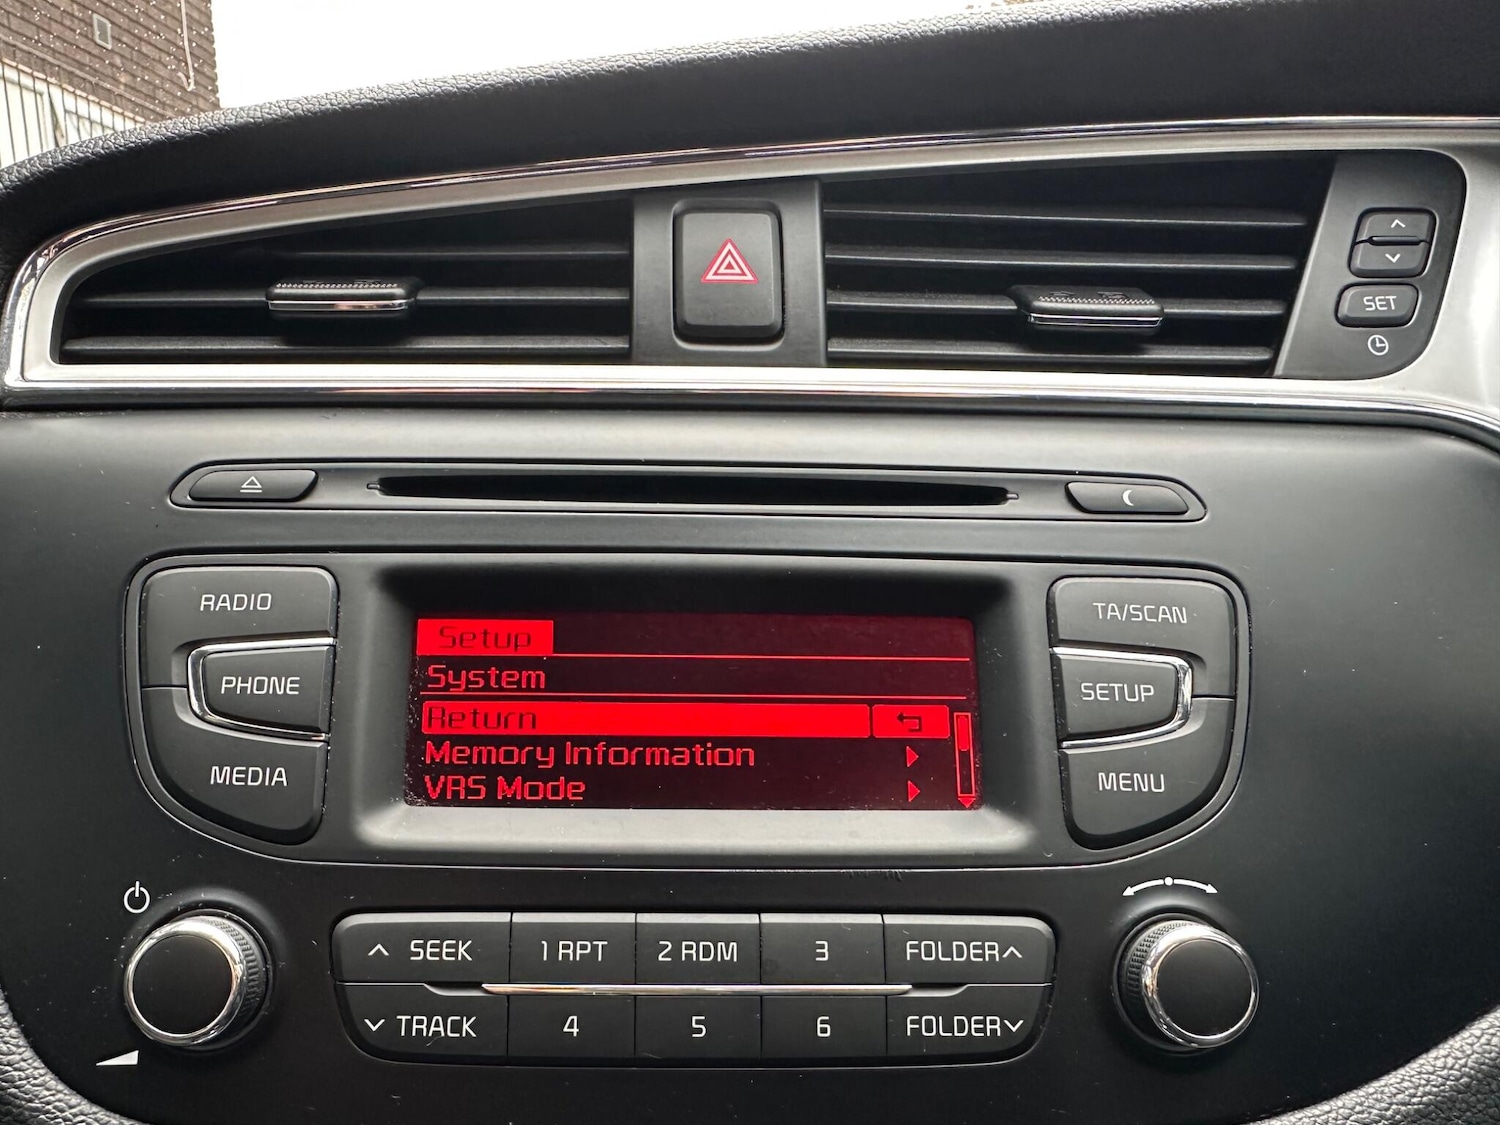 SET
RADIO
PHONE
MEDIA
Setup
System
Return
Memory Information
VRS Mode
TA/SCAN
SETUP
MENU
SEEK
1 RPT
2 RDM
3
FOLDER
TRACK
4
5
6
FOLDER